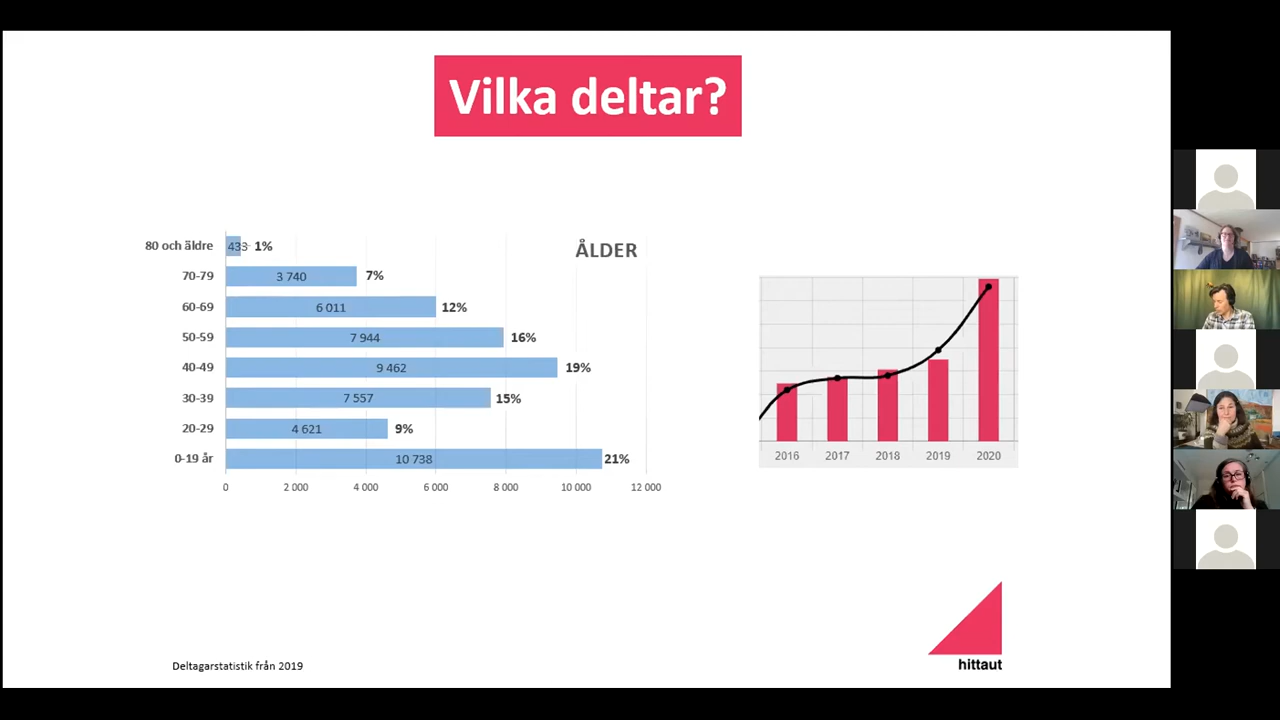 Vilka deltar?
ÅLDER
80 och äldre 433 1%
70-79 3 740 7%
60-69 6 011 12%
50-59 7 944 16%
40-49 9 462 19%
30-39 7 557 15%
20-29 4 621 9%
0-19 år 10 738 21%
0 2 000 4 000 6 000 8 000 10 000 12 000
2016 2017 2018 2019 2020
hittaut
Deltagarstatistik från 2019